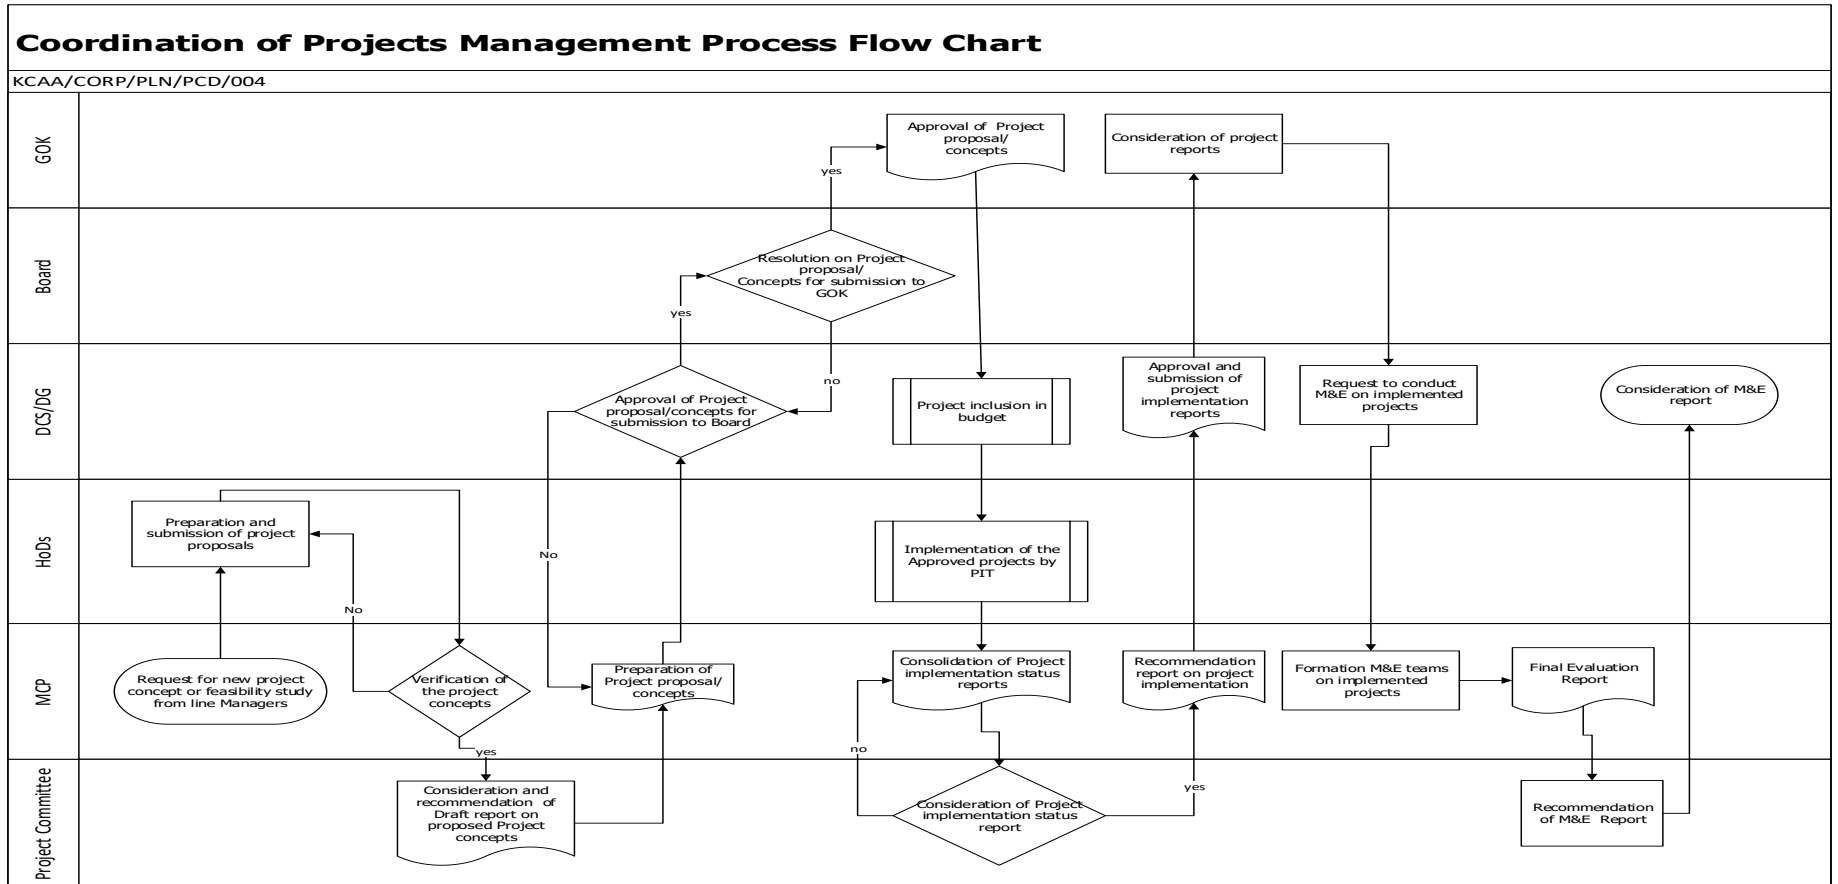 Coordination of Projects Management Process Flow Chart
KCAA/CORP/PLN/PCD/004
GOK
Approval of Project
proposal/
concepts
Consideration of project
reports
yes
Board
Resolution on Project
proposal/
Concepts for submission to
GOK
yes
no
DCS/DG
Approval of Project
proposal/concepts for
submission to Board
Project inclusion in
budget
Approval and
submission of
project
implementation
reports
Request to conduct
M&E on implemented
projects
Consideration of M&E
report
HoDs
Preparation and
submission of project
proposals
No
No
Implementation of the
Approved projects by
PIT
MCP
Request for new project
concept or feasibility study
from line Managers
Verification of
the project
concepts
yes
Preparation of
Project proposal/
concepts
Consolidation of Project
implementation status
reports
no
Recommendation
report on project
implementation
Formation M&E teams
on implemented
projects
Final Evaluation
Report
Project Committee
Consideration and
recommendation of
Draft report on
proposed Project
concepts
Consideration of Project
implementation status
report
yes
Recommendation
of M&E Report